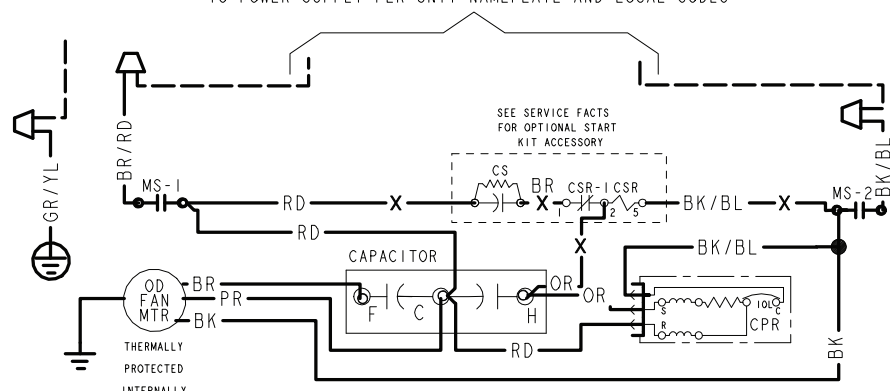 TO POWER SUPPLY PER UNIT NAMEPLATE AND LOCAL CODES
SEE SERVICE FACTS
FOR OPTIONAL START
KIT ACCESSORY
BR/RD
GR/YL
BK/BL
MS-1
RD
X
CS
BR
X
CSR-1
CSR
1
2
5
BK/BL
X
MS-2
RD
X
BK/BL
CAPACITOR
OD
FAN
MTR
BR
PR
BK
F
C
H
OR
OR
S
R
IOL
C
CPR
RD
BK
THERMALLY
PROTECTED
INTERNALLY